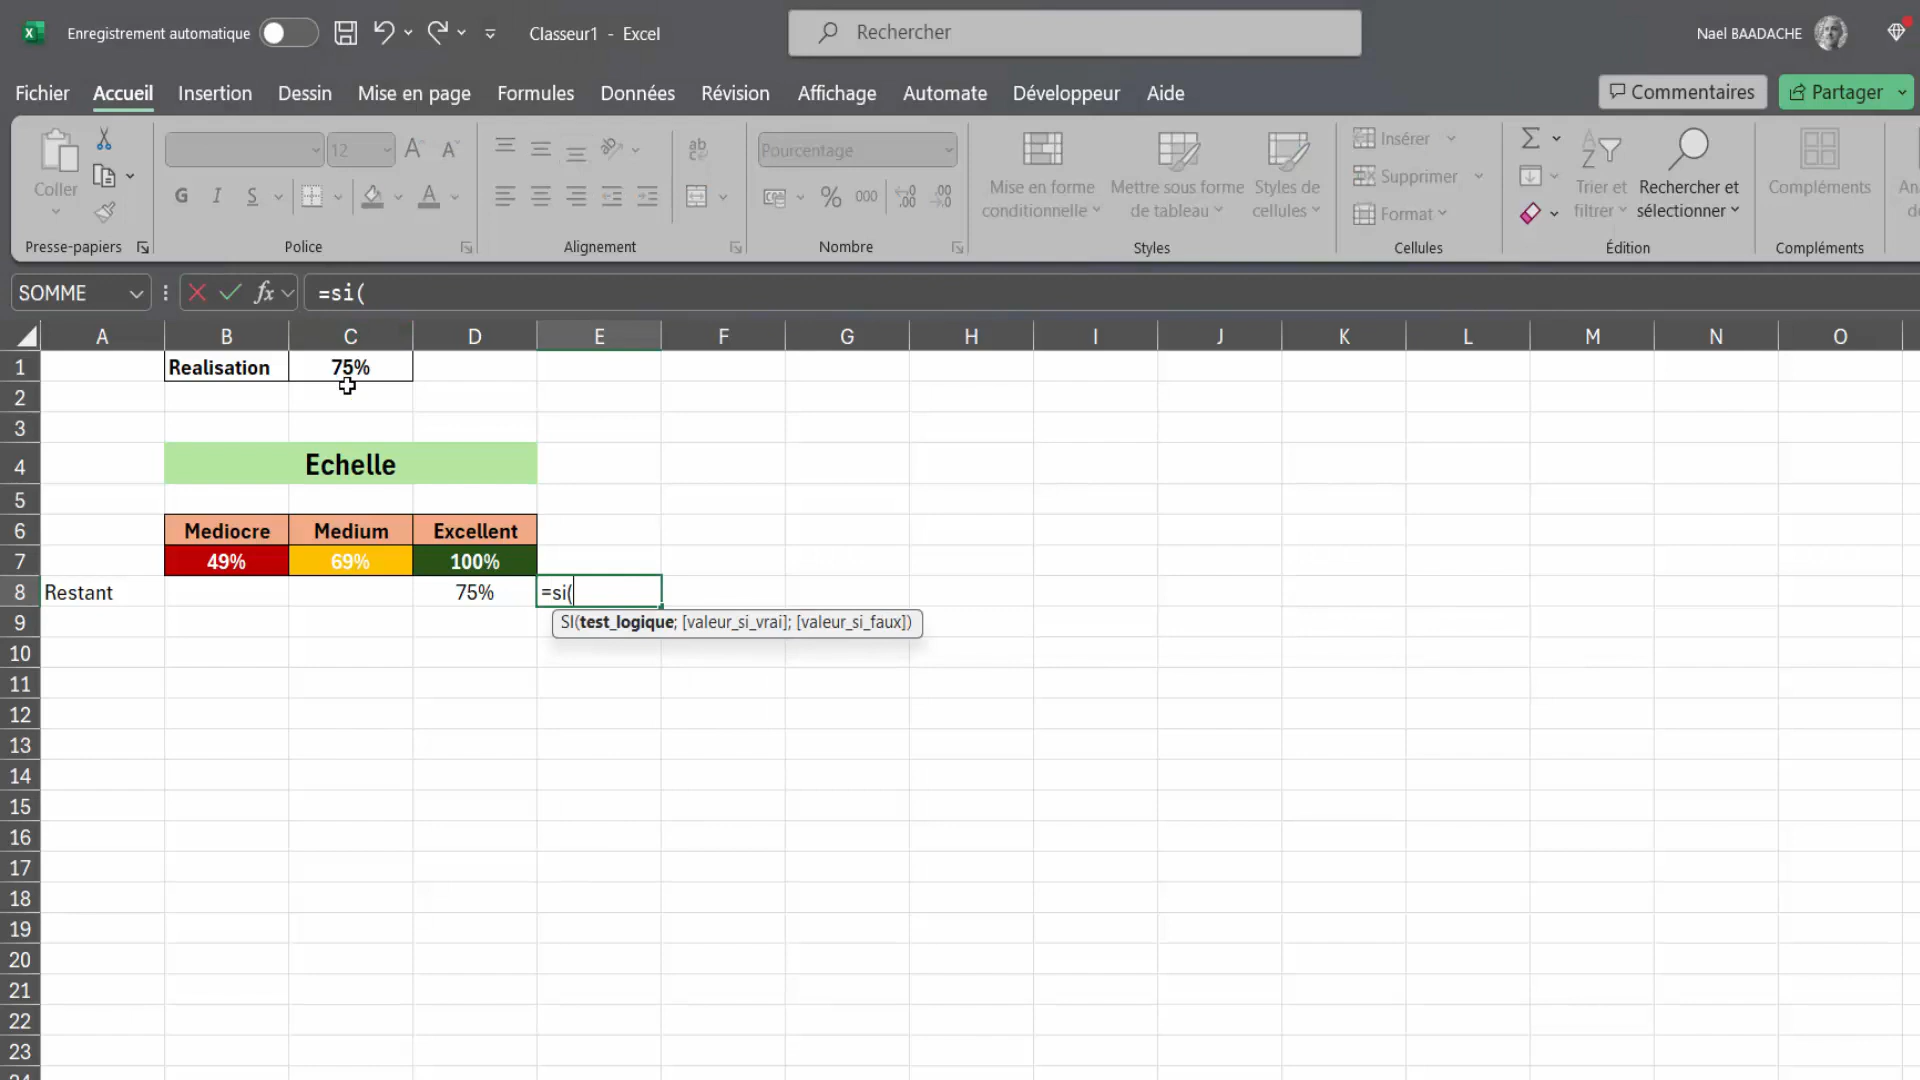 Enregistrement automatique
Classeur1 - Excel
Rechercher
Nael BAADACHE
Fichier Accueil Insertion Dessin Mise en page Formules Données Révision Affichage Automate Développeur Aide
Commentaires
Partager
Coller
Presse-papiers
12
G I S
Police
ab
Alignement
Pourcentage
% 000
Nombre
Mise en forme
conditionnelle
Mettre sous forme
de tableau
Styles de
cellules
Styles
Insérer
Supprimer
Format
Cellules
Trier et
filtrer
Rechercher et
sélectionner
Édition
Compléments
Compléments
SOMME
fx
=si(
A B C D E F G H I J K L M N O
1 Realisation 75%
2
3
4 Echelle
5
6 Mediocre Medium Excellent
7 49% 69% 100%
8 Restant 75% =si(
9 SI(test_logique; [valeur_si_vrai]; [valeur_si_faux])
10
11
12
13
14
15
16
17
18
19
20
21
22
23